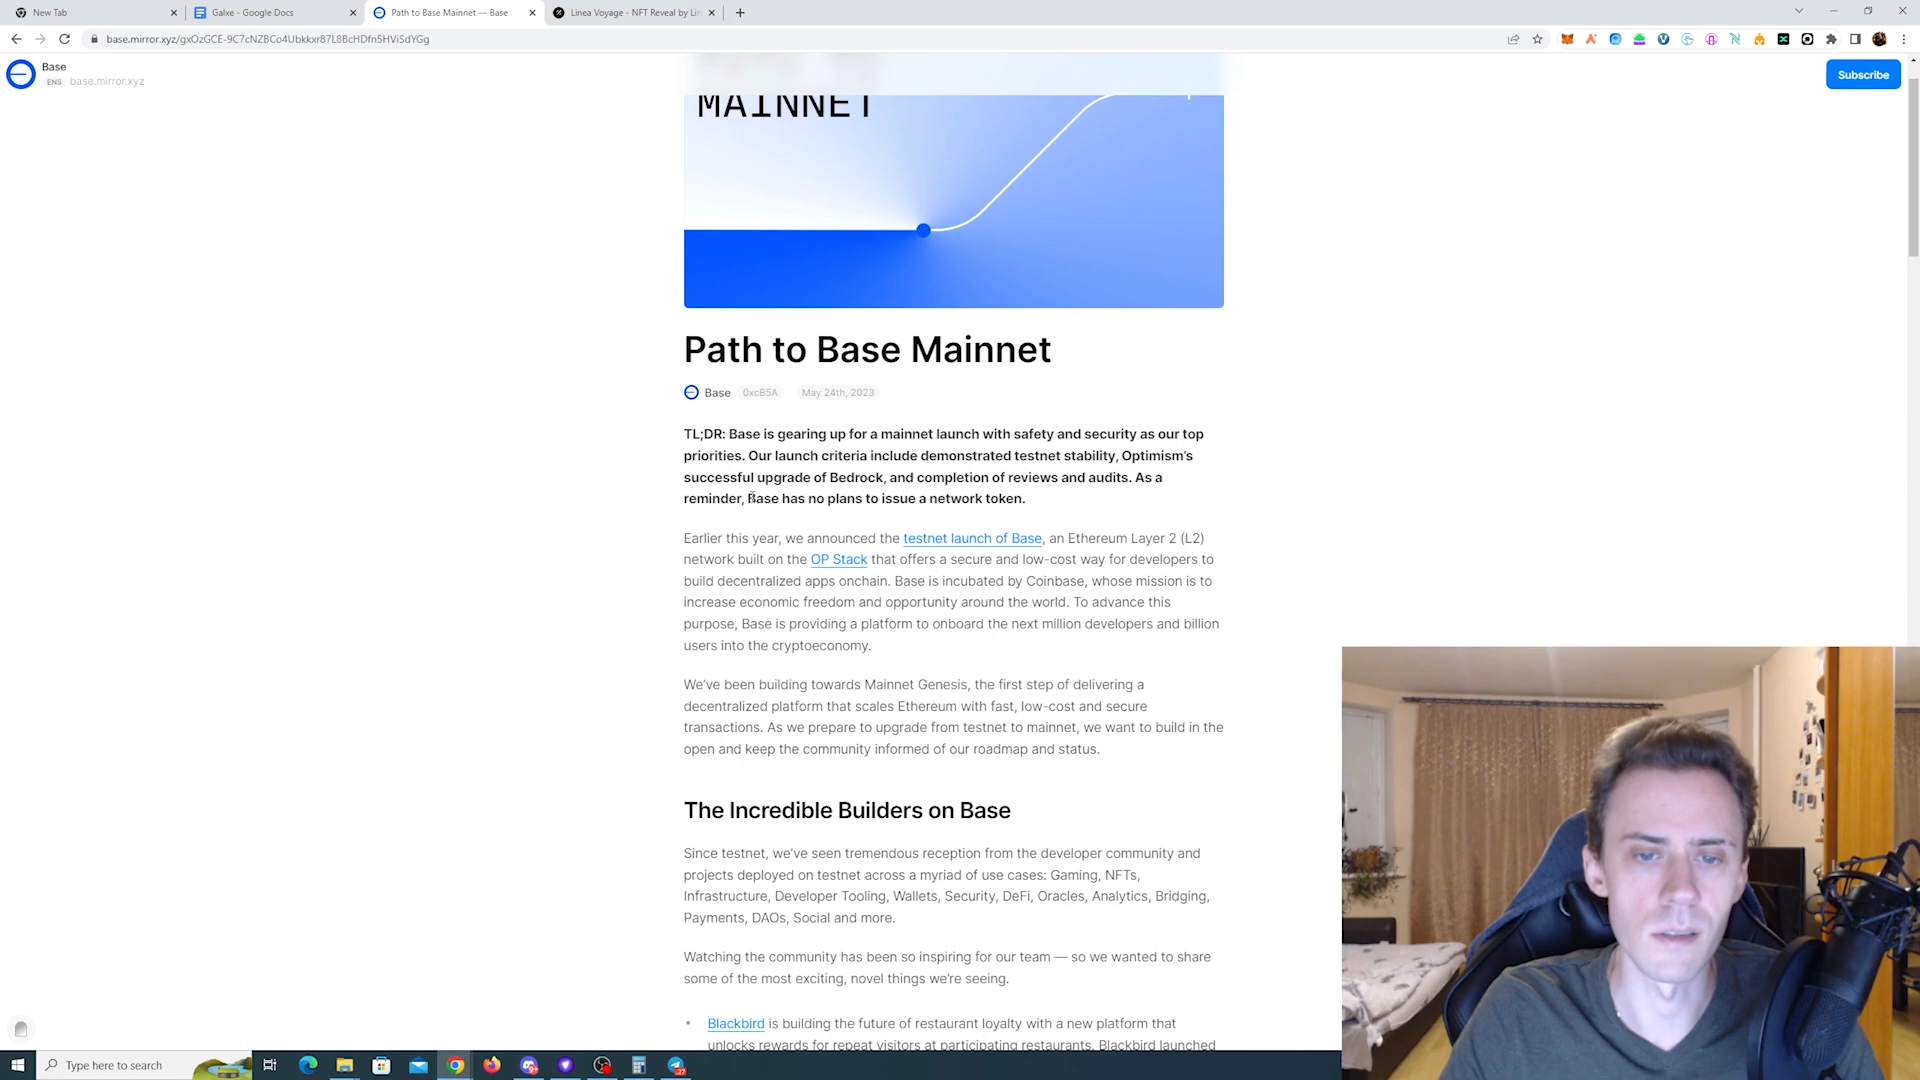 New Tab
Galxe - Google Docs
Path to Base Mainnet — Base
Linea Voyage - NFT Reveal by Lin
base.mirror.xyz/gxOzGCE-9C7cNZBCo4Ubkkxr87L8BcHDfn5HViSdYGg
Base
ENS base.mirror.xyz
Subscribe
MAINNET
Path to Base Mainnet
Base 0xcB5A May 24th, 2023
TL;DR: Base is gearing up for a mainnet launch with safety and security as our top
priorities. Our launch criteria include demonstrated testnet stability, Optimism's
successful upgrade of Bedrock, and completion of reviews and audits. As a
reminder, Base has no plans to issue a network token.
Earlier this year, we announced the testnet launch of Base, an Ethereum Layer 2 (L2)
network built on the OP Stack that offers a secure and low-cost way for developers to
build decentralized apps onchain. Base is incubated by Coinbase, whose mission is to
increase economic freedom and opportunity around the world. To advance this
purpose, Base is providing a platform to onboard the next million developers and billion
users into the cryptoeconomy.
We've been building towards Mainnet Genesis, the first step of delivering a
decentralized platform that scales Ethereum with fast, low-cost and secure
transactions. As we prepare to upgrade from testnet to mainnet, we want to build in the
open and keep the community informed of our roadmap and status.
The Incredible Builders on Base
Since testnet, we've seen tremendous reception from the developer community and
projects deployed on testnet across a myriad of use cases: Gaming, NFTs,
Infrastructure, Developer Tooling, Wallets, Security, DeFi, Oracles, Analytics, Bridging,
Payments, DAOs, Social and more.
Watching the community has been so inspiring for our team — so we wanted to share
some of the most exciting, novel things we're seeing.
• Blackbird is building the future of restaurant loyalty with a new platform that
unlocks rewards for repeat visitors at participating restaurants. Blackbird launched
Type here to search